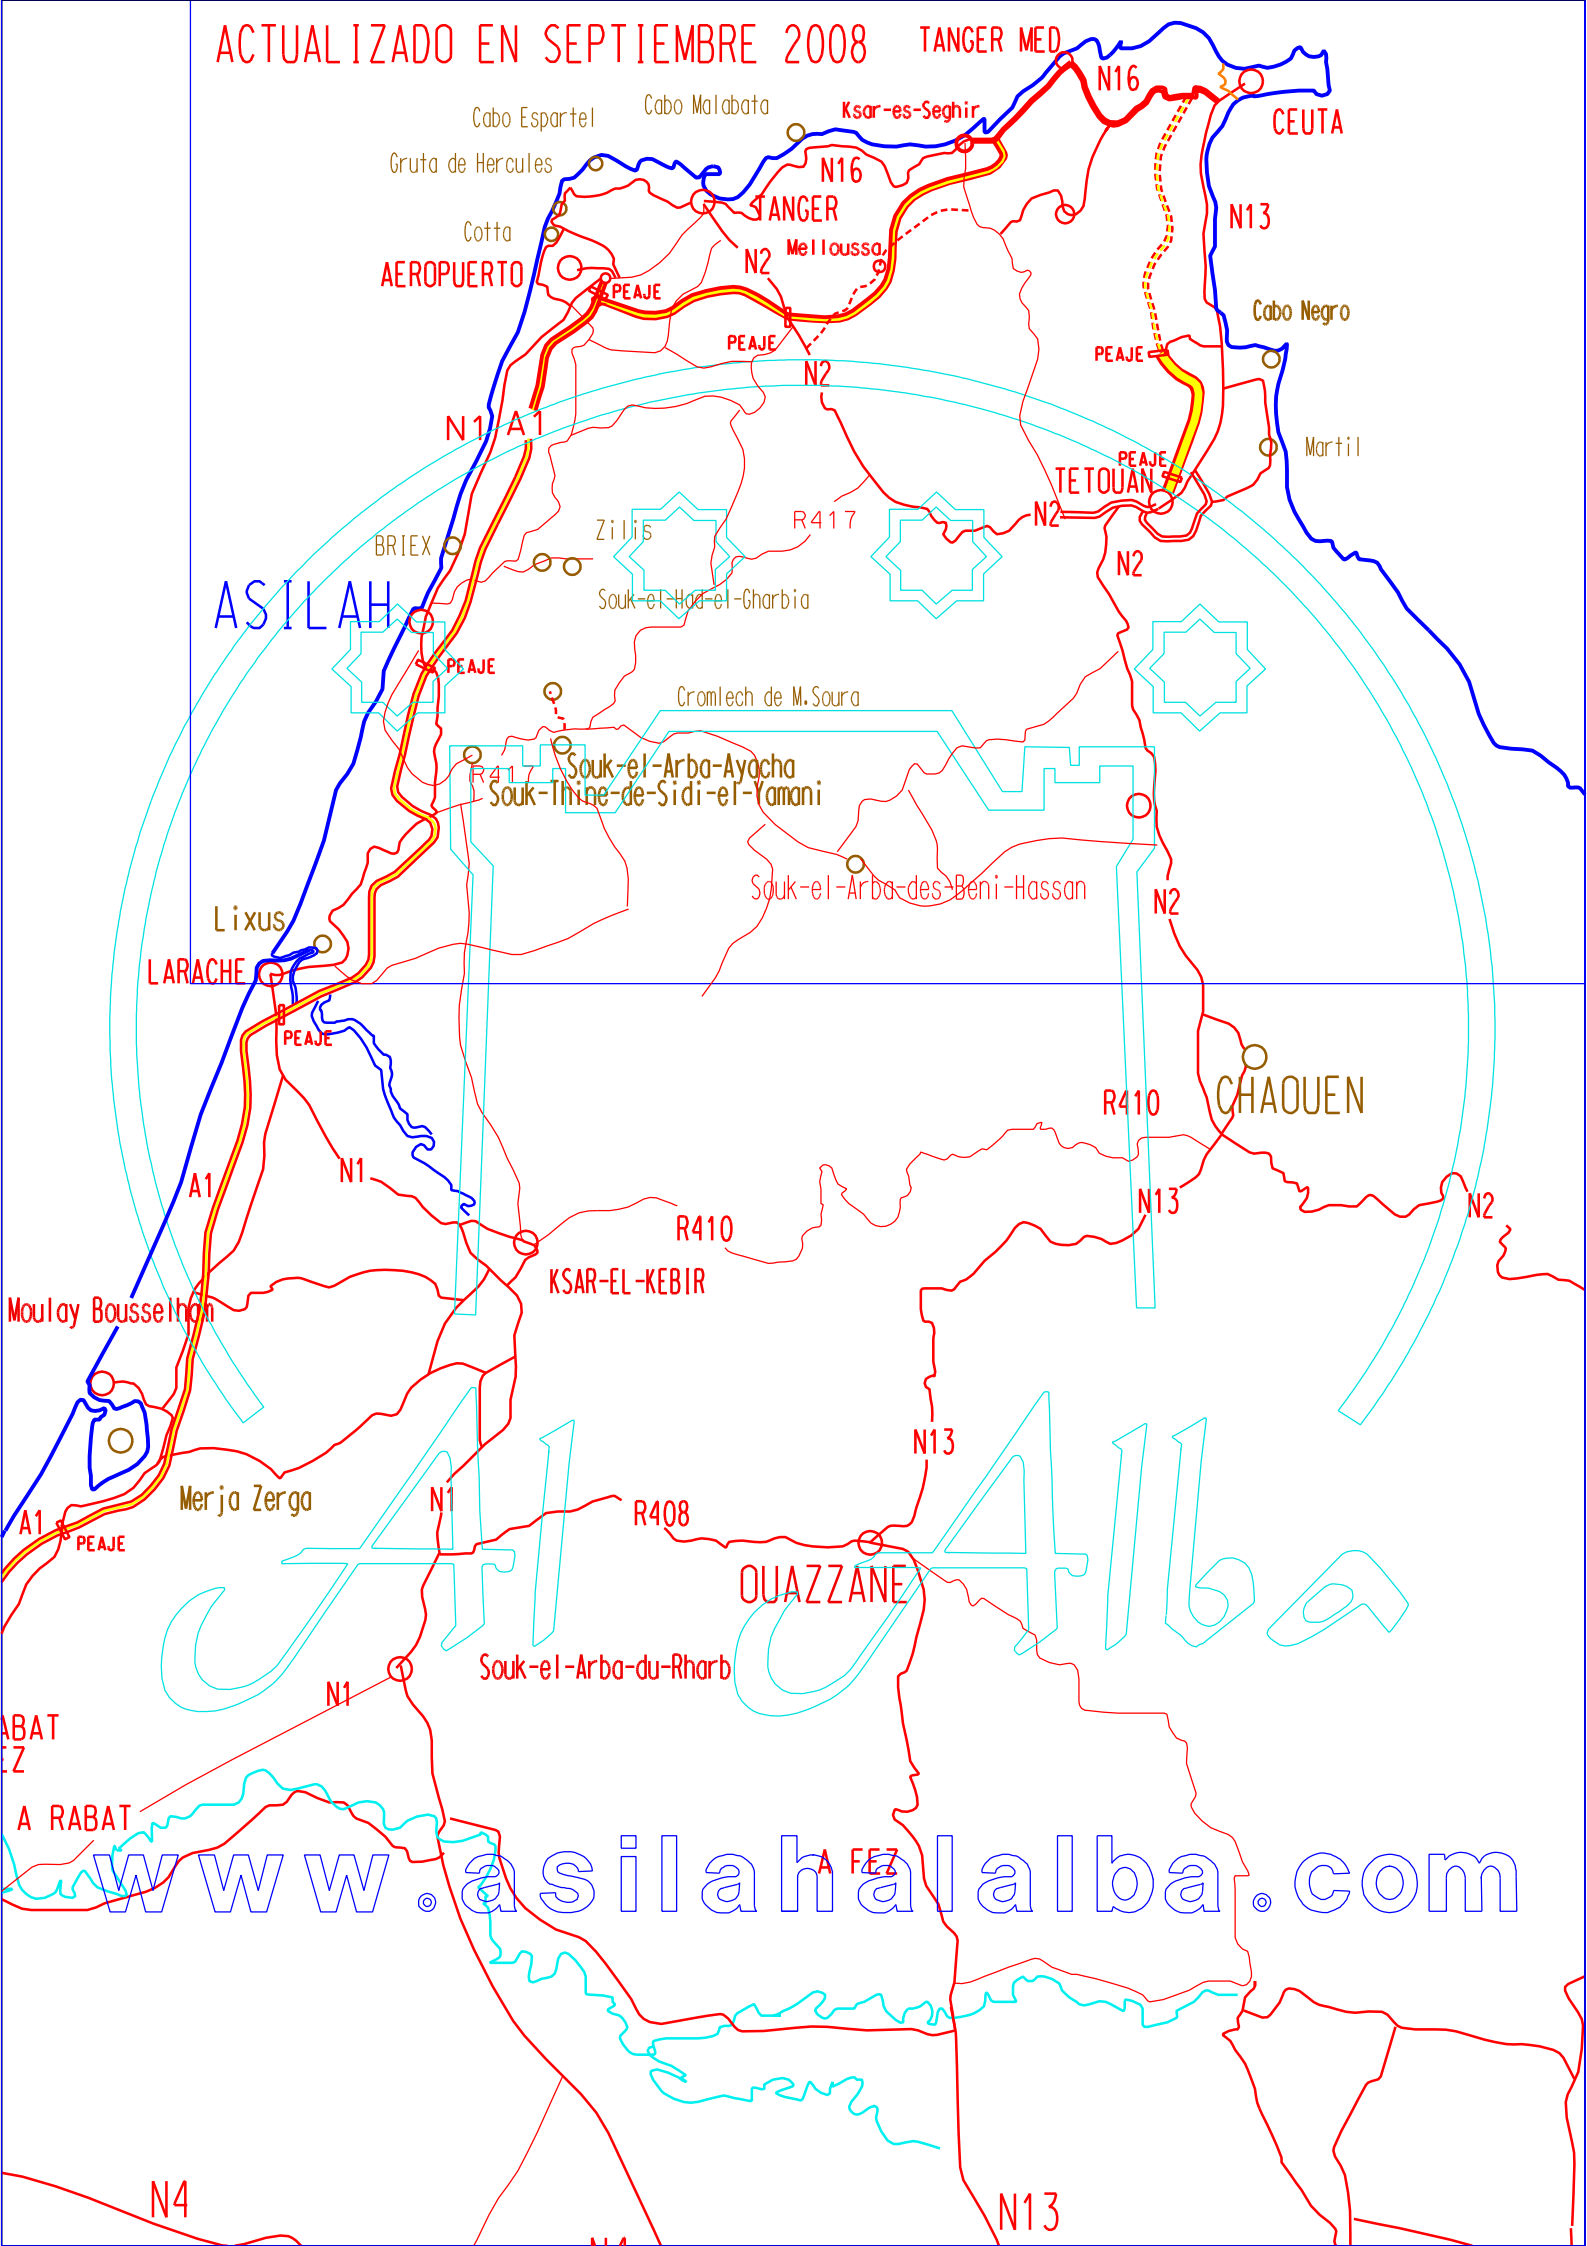 ACTUALIZADO EN SEPTIEMBRE 2008
TANGER MED
N16
CEUTA
Cabo Espartel
Cabo Malabata
Ksar-es-Seghir
Gruta de Hercules
N16
TANGER
N13
Cotta
AEROPUERTO
N2
Melloussa
PEAJE
PEAJE
PEAJE
Cabo Negro
N2
N1
A1
Martil
PEAJE
TETOUAN
N2
R417
Zilis
BRIEX
N2
ASILAH
Souk-el-Had-el-Gharbia
PEAJE
Cromlech de M.Soura
R417
Souk-el-Arba-Ayacha
Souk-Thine-de-Sidi-el-Yamani
Souk-el-Arba-des-Beni-Hassan
N2
Lixus
LARACHE
PEAJE
CHAOUEN
R410
N1
A1
N13
N2
R410
KSAR-EL-KEBIR
Moulay Bousselham
N13
Merja Zerga
N1
R408
A1
PEAJE
OUAZZANE
Al Alba
Souk-el-Arba-du-Rharb
N1
ABAT
EZ
A RABAT
A FEZ
www.asilahalalba.com
N4
N13
N4